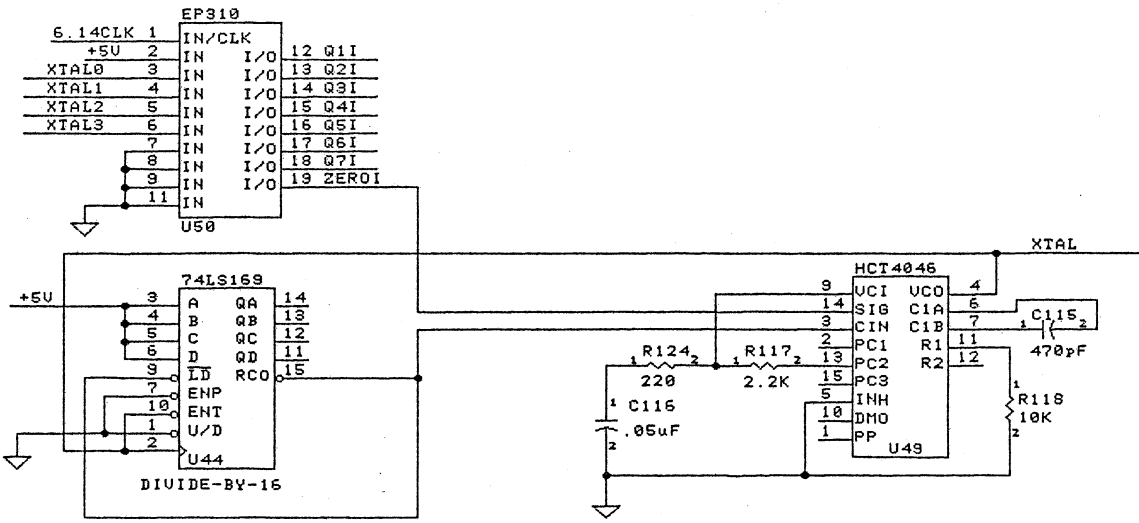 EP310
6.14CLK 1 IN/CLK
+5V 2 IN I/O 12 Q1I
XTAL0 3 IN I/O 13 Q2I
XTAL1 4 IN I/O 14 Q3I
XTAL2 5 IN I/O 15 Q4I
XTAL3 6 IN I/O 16 Q5I
7 IN I/O 17 Q6I
8 IN I/O 18 Q7I
9 IN I/O 19 ZEROI
11 IN
U50
XTAL
74LS169
+5V 3 A QA 14
4 B QB 13
5 C QC 12
6 D QD 11
9 LD RCO 15
7 ENP
10 ENT
1 U/D
2
U44
DIVIDE-BY-16
HCT4046
9 VCI VCO 4
14 SIG C1A 6
3 CIN C1B 7
2 PC1 R1 11
13 PC2 R2 12
15 PC3
5 INH
10 DMO
1 PP
U49
1 C115 2
470pF
R124
220
R117 2
2.2K
1
C116
.05uF
2
1
R118
10K
2